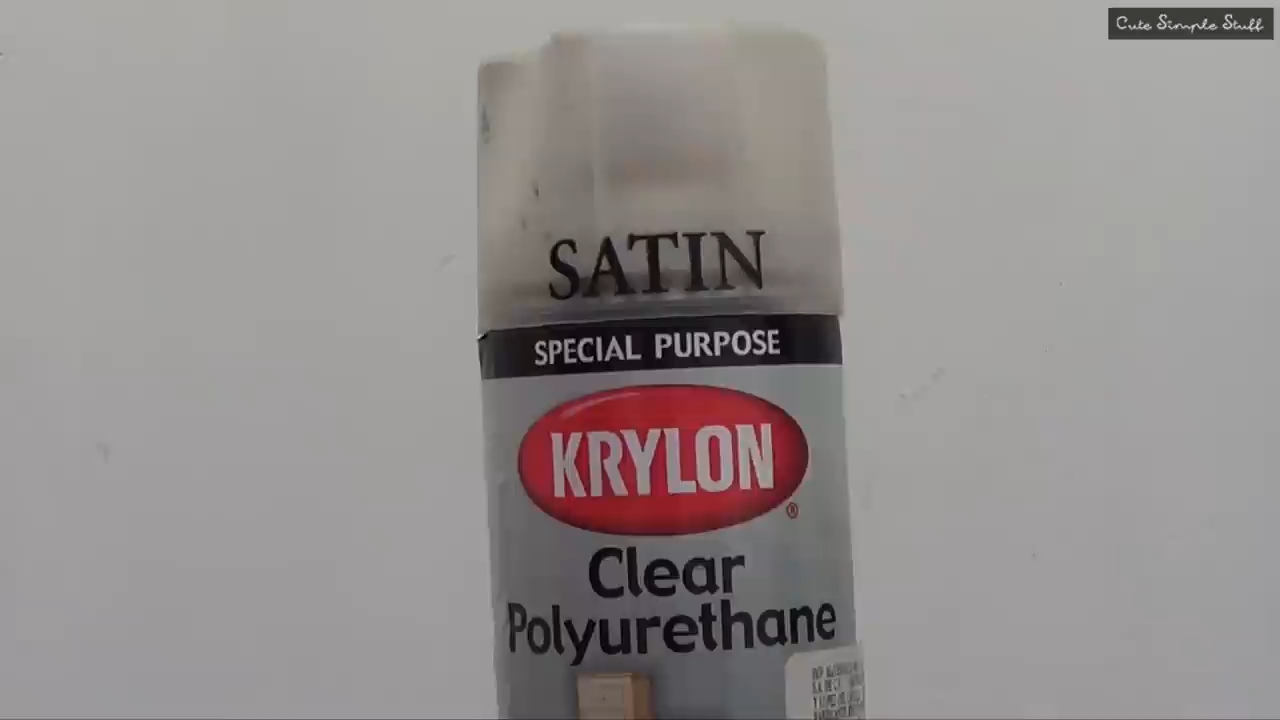 Cute Simple Stuff
SATIN
SPECIAL PURPOSE
KRYLON®
Clear
Polyurethane